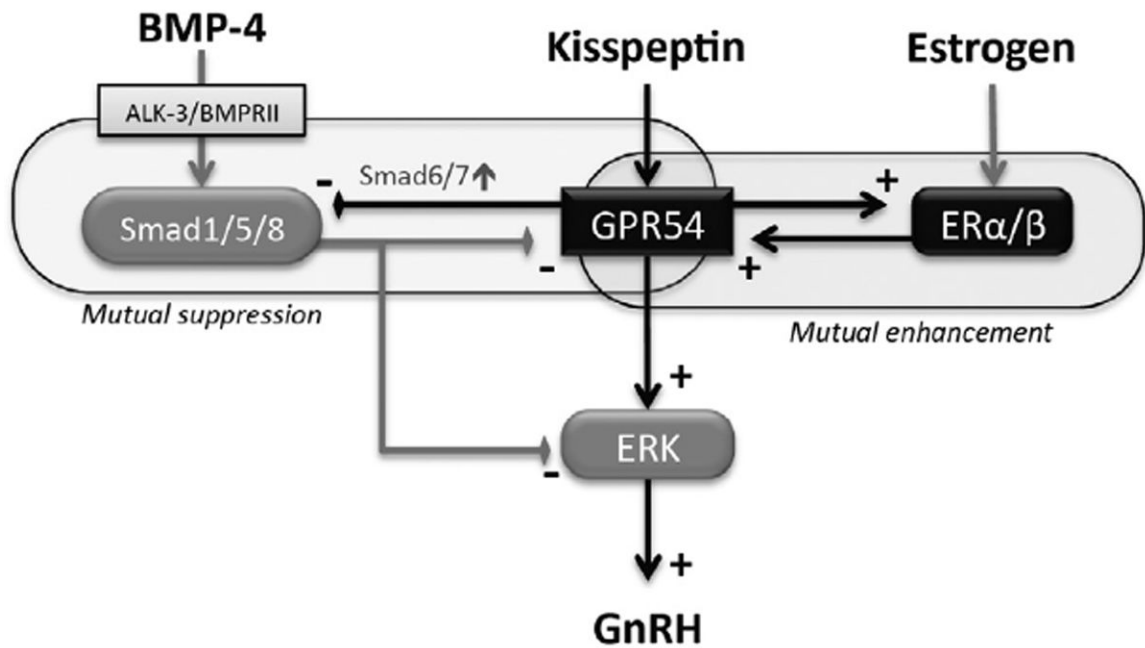 BMP-4
Kisspeptin
Estrogen
ALK-3/BMPRII
Smad6/7↑
-
+
Smad1/5/8
GPR54
ERα/β
-
+
Mutual suppression
Mutual enhancement
+
ERK
-
+
GnRH